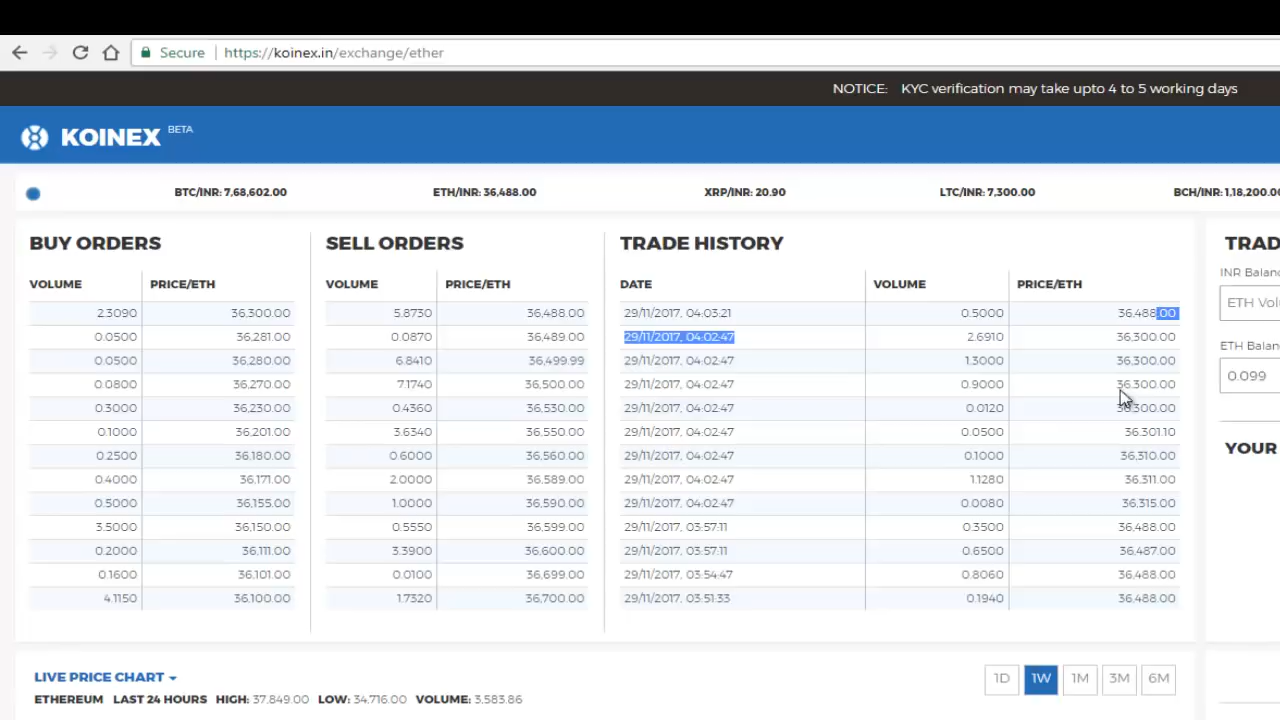 Secure https://koinex.in/exchange/ether
NOTICE: KYC verification may take upto 4 to 5 working days
KOINEX BETA
BTC/INR: 7,68,602.00 ETH/INR: 36,488.00 XRP/INR: 20.90 LTC/INR: 7,300.00 BCH/INR: 1,18,200.00
BUY ORDERS
VOLUME PRICE/ETH
2.3090 36,300.00
0.0500 36,281.00
0.0500 36,280.00
0.0800 36,270.00
0.3000 36,230.00
0.1000 36,201.00
0.2500 36,180.00
0.4000 36,171.00
0.5000 36,155.00
3.5000 36,150.00
0.2000 36,111.00
0.1600 36,101.00
4.1150 36,100.00
SELL ORDERS
VOLUME PRICE/ETH
5.8730 36,488.00
0.0870 36,489.00
6.8410 36,499.99
7.1740 36,500.00
0.4360 36,530.00
3.6340 36,550.00
0.6000 36,560.00
2.0000 36,589.00
1.0000 36,590.00
0.5550 36,599.00
3.3900 36,600.00
0.0100 36,699.00
1.7320 36,700.00
TRADE HISTORY
DATE VOLUME PRICE/ETH
29/11/2017, 04:03:21 0.5000 36,488.00
29/11/2017, 04:02:47 2.6910 36,300.00
29/11/2017, 04:02:47 1.3000 36,300.00
29/11/2017, 04:02:47 0.9000 36,300.00
29/11/2017, 04:02:47 0.0120 36,300.00
29/11/2017, 04:02:47 0.0500 36,301.10
29/11/2017, 04:02:47 0.1000 36,310.00
29/11/2017, 04:02:47 1.1280 36,311.00
29/11/2017, 04:02:47 0.0080 36,315.00
29/11/2017, 03:57:11 0.3500 36,488.00
29/11/2017, 03:57:11 0.6500 36,487.00
29/11/2017, 03:54:47 0.8060 36,488.00
29/11/2017, 03:51:33 0.1940 36,488.00
TRAD
INR Balanc
ETH Vol
ETH Balan
0.099
YOUR
LIVE PRICE CHART
1D 1W 1M 3M 6M
ETHEREUM LAST 24 HOURS HIGH: 37,849.00 LOW: 34,716.00 VOLUME: 3,583.86